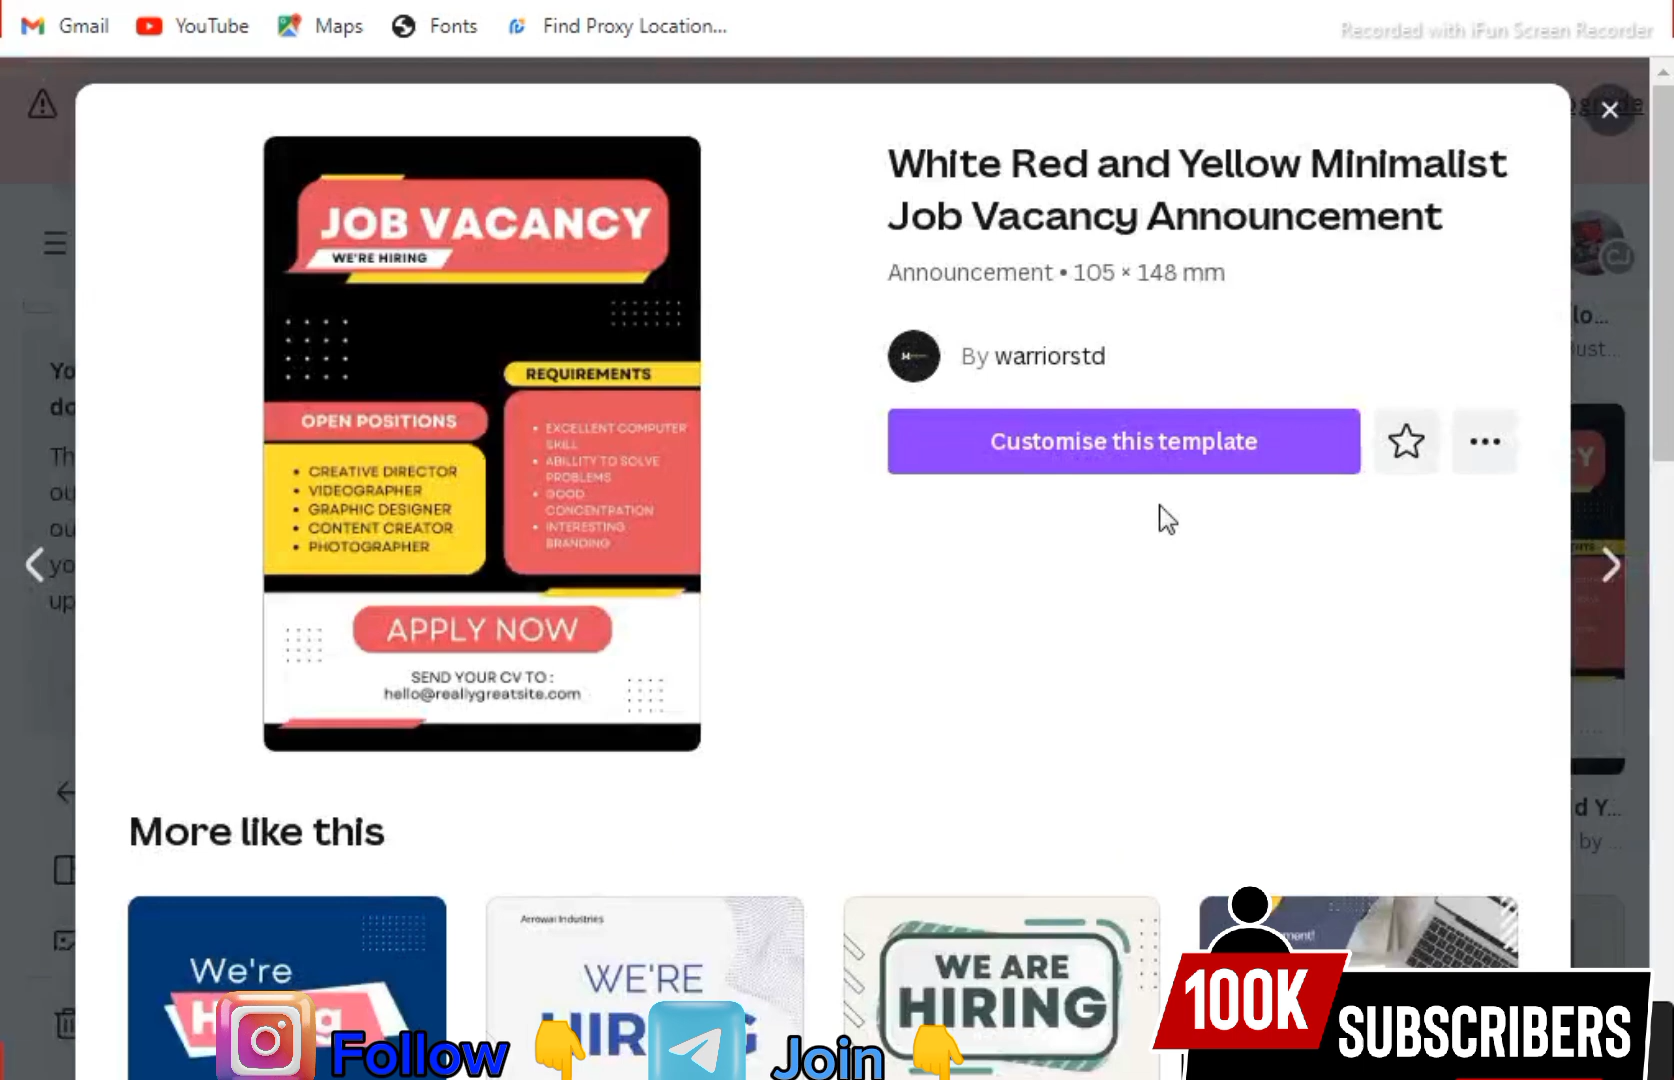 Gmail
YouTube
Maps
Fonts
Find Proxy Location...
Recorded with iFun Screen Recorder
White Red and Yellow Minimalist
Job Vacancy Announcement
Announcement • 105 × 148 mm
By warriorstd
Customise this template
JOB VACANCY
WE'RE HIRING
REQUIREMENTS
• EXCELLENT COMPUTER
SKILL
• ABILLITY TO SOLVE
PROBLEMS
• GOOD
CONCENTRATION
• INTERESTING
BRANDING
OPEN POSITIONS
• CREATIVE DIRECTOR
• VIDEOGRAPHER
• GRAPHIC DESIGNER
• CONTENT CREATOR
• PHOTOGRAPHER
APPLY NOW
SEND YOUR CV TO :
hello@reallygreatsite.com
More like this
We're
Arrowai Industries
WE'RE
WE ARE
HIRING
Follow
Join
100K
SUBSCRIBERS